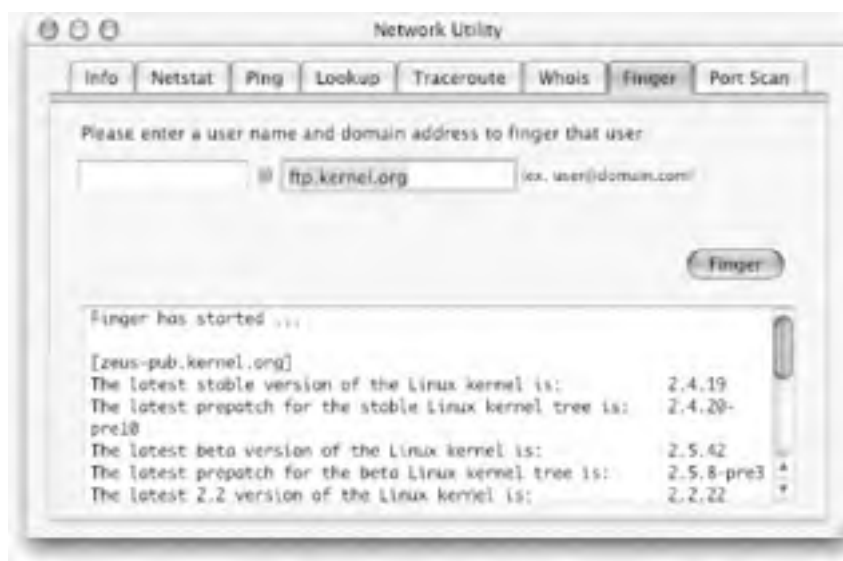 Network Utility
Info Netstat Ping Lookup Traceroute Whois Finger Port Scan
Please enter a user name and domain address to finger that user
@ ftp.kernel.org (ex. user@domain.com)
Finger
Finger has started ...
[zeus-pub.kernel.org]
The latest stable version of the Linux kernel is: 2.4.19
The latest prepatch for the stable Linux kernel tree is: 2.4.20-
pre10
The latest beta version of the Linux kernel is: 2.5.42
The latest prepatch for the beta Linux kernel tree is: 2.5.8-pre3
The latest 2.2 version of the Linux kernel is: 2.2.22